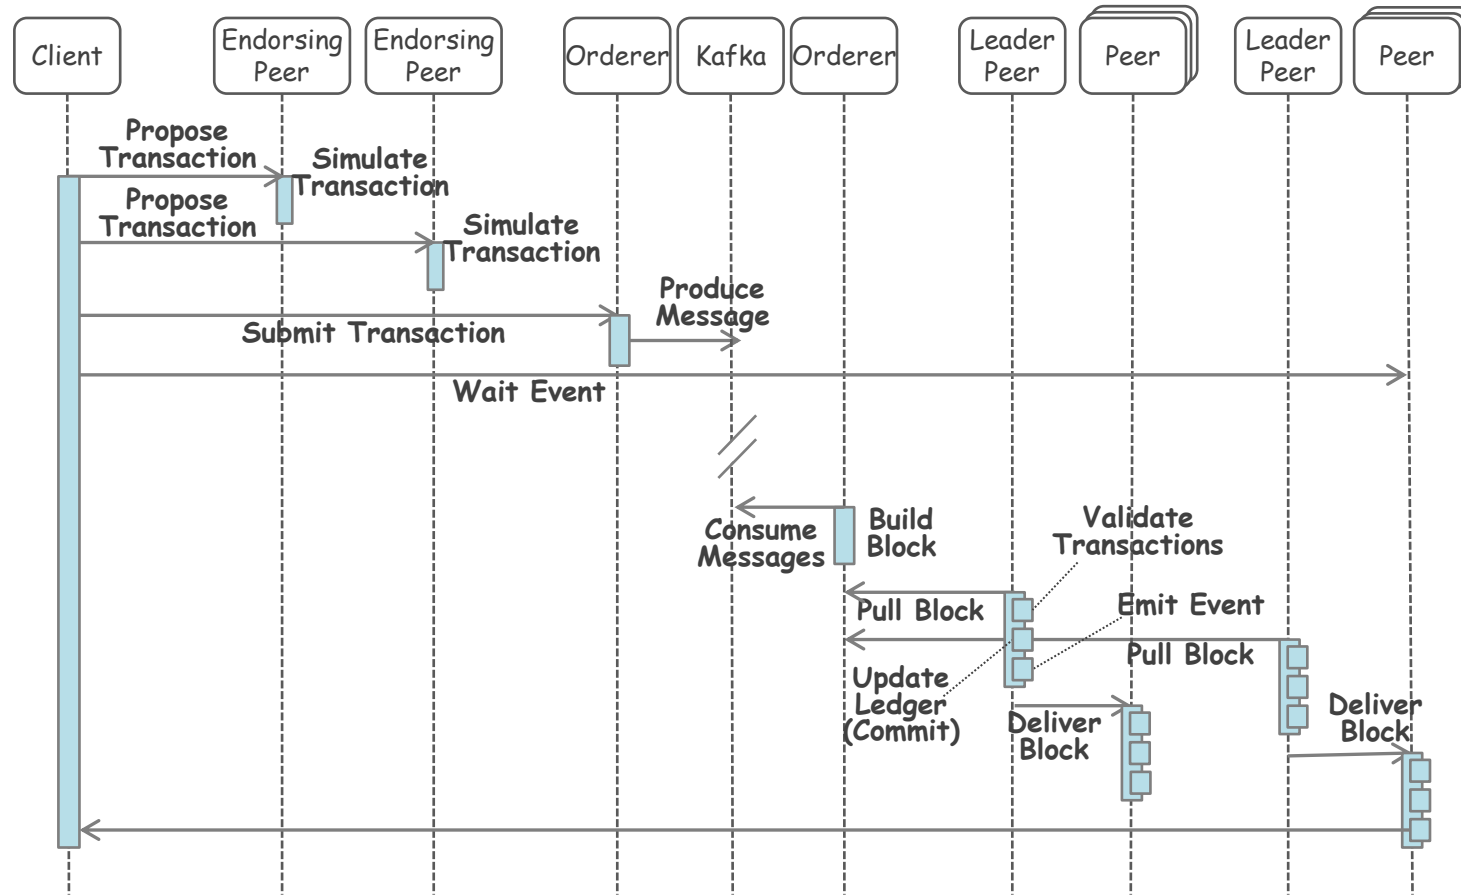 Client
Endorsing
Peer
Endorsing
Peer
Orderer
Kafka
Orderer
Leader
Peer
Peer
Leader
Peer
Peer
Propose
Transaction
Simulate
Transaction
Propose
Transaction
Simulate
Transaction
Produce
Message
Submit Transaction
Wait Event
Consume
Messages
Build
Block
Validate
Transactions
Pull Block
Emit Event
Pull Block
Update
Ledger
(Commit)
Deliver
Block
Deliver
Block